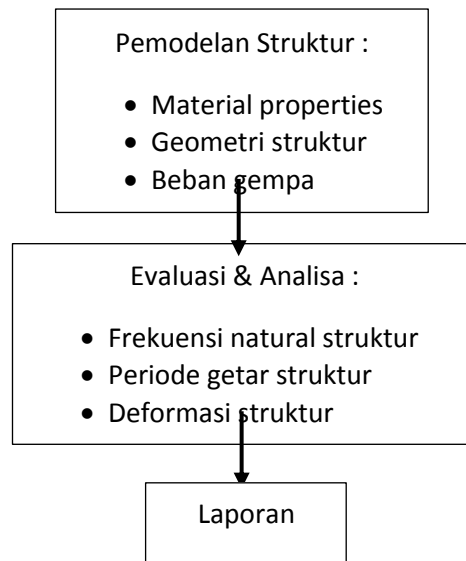 Pemodelan Struktur :
• Material properties
• Geometri struktur
• Beban gempa
Evaluasi & Analisa :
• Frekuensi natural struktur
• Periode getar struktur
• Deformasi struktur
Laporan